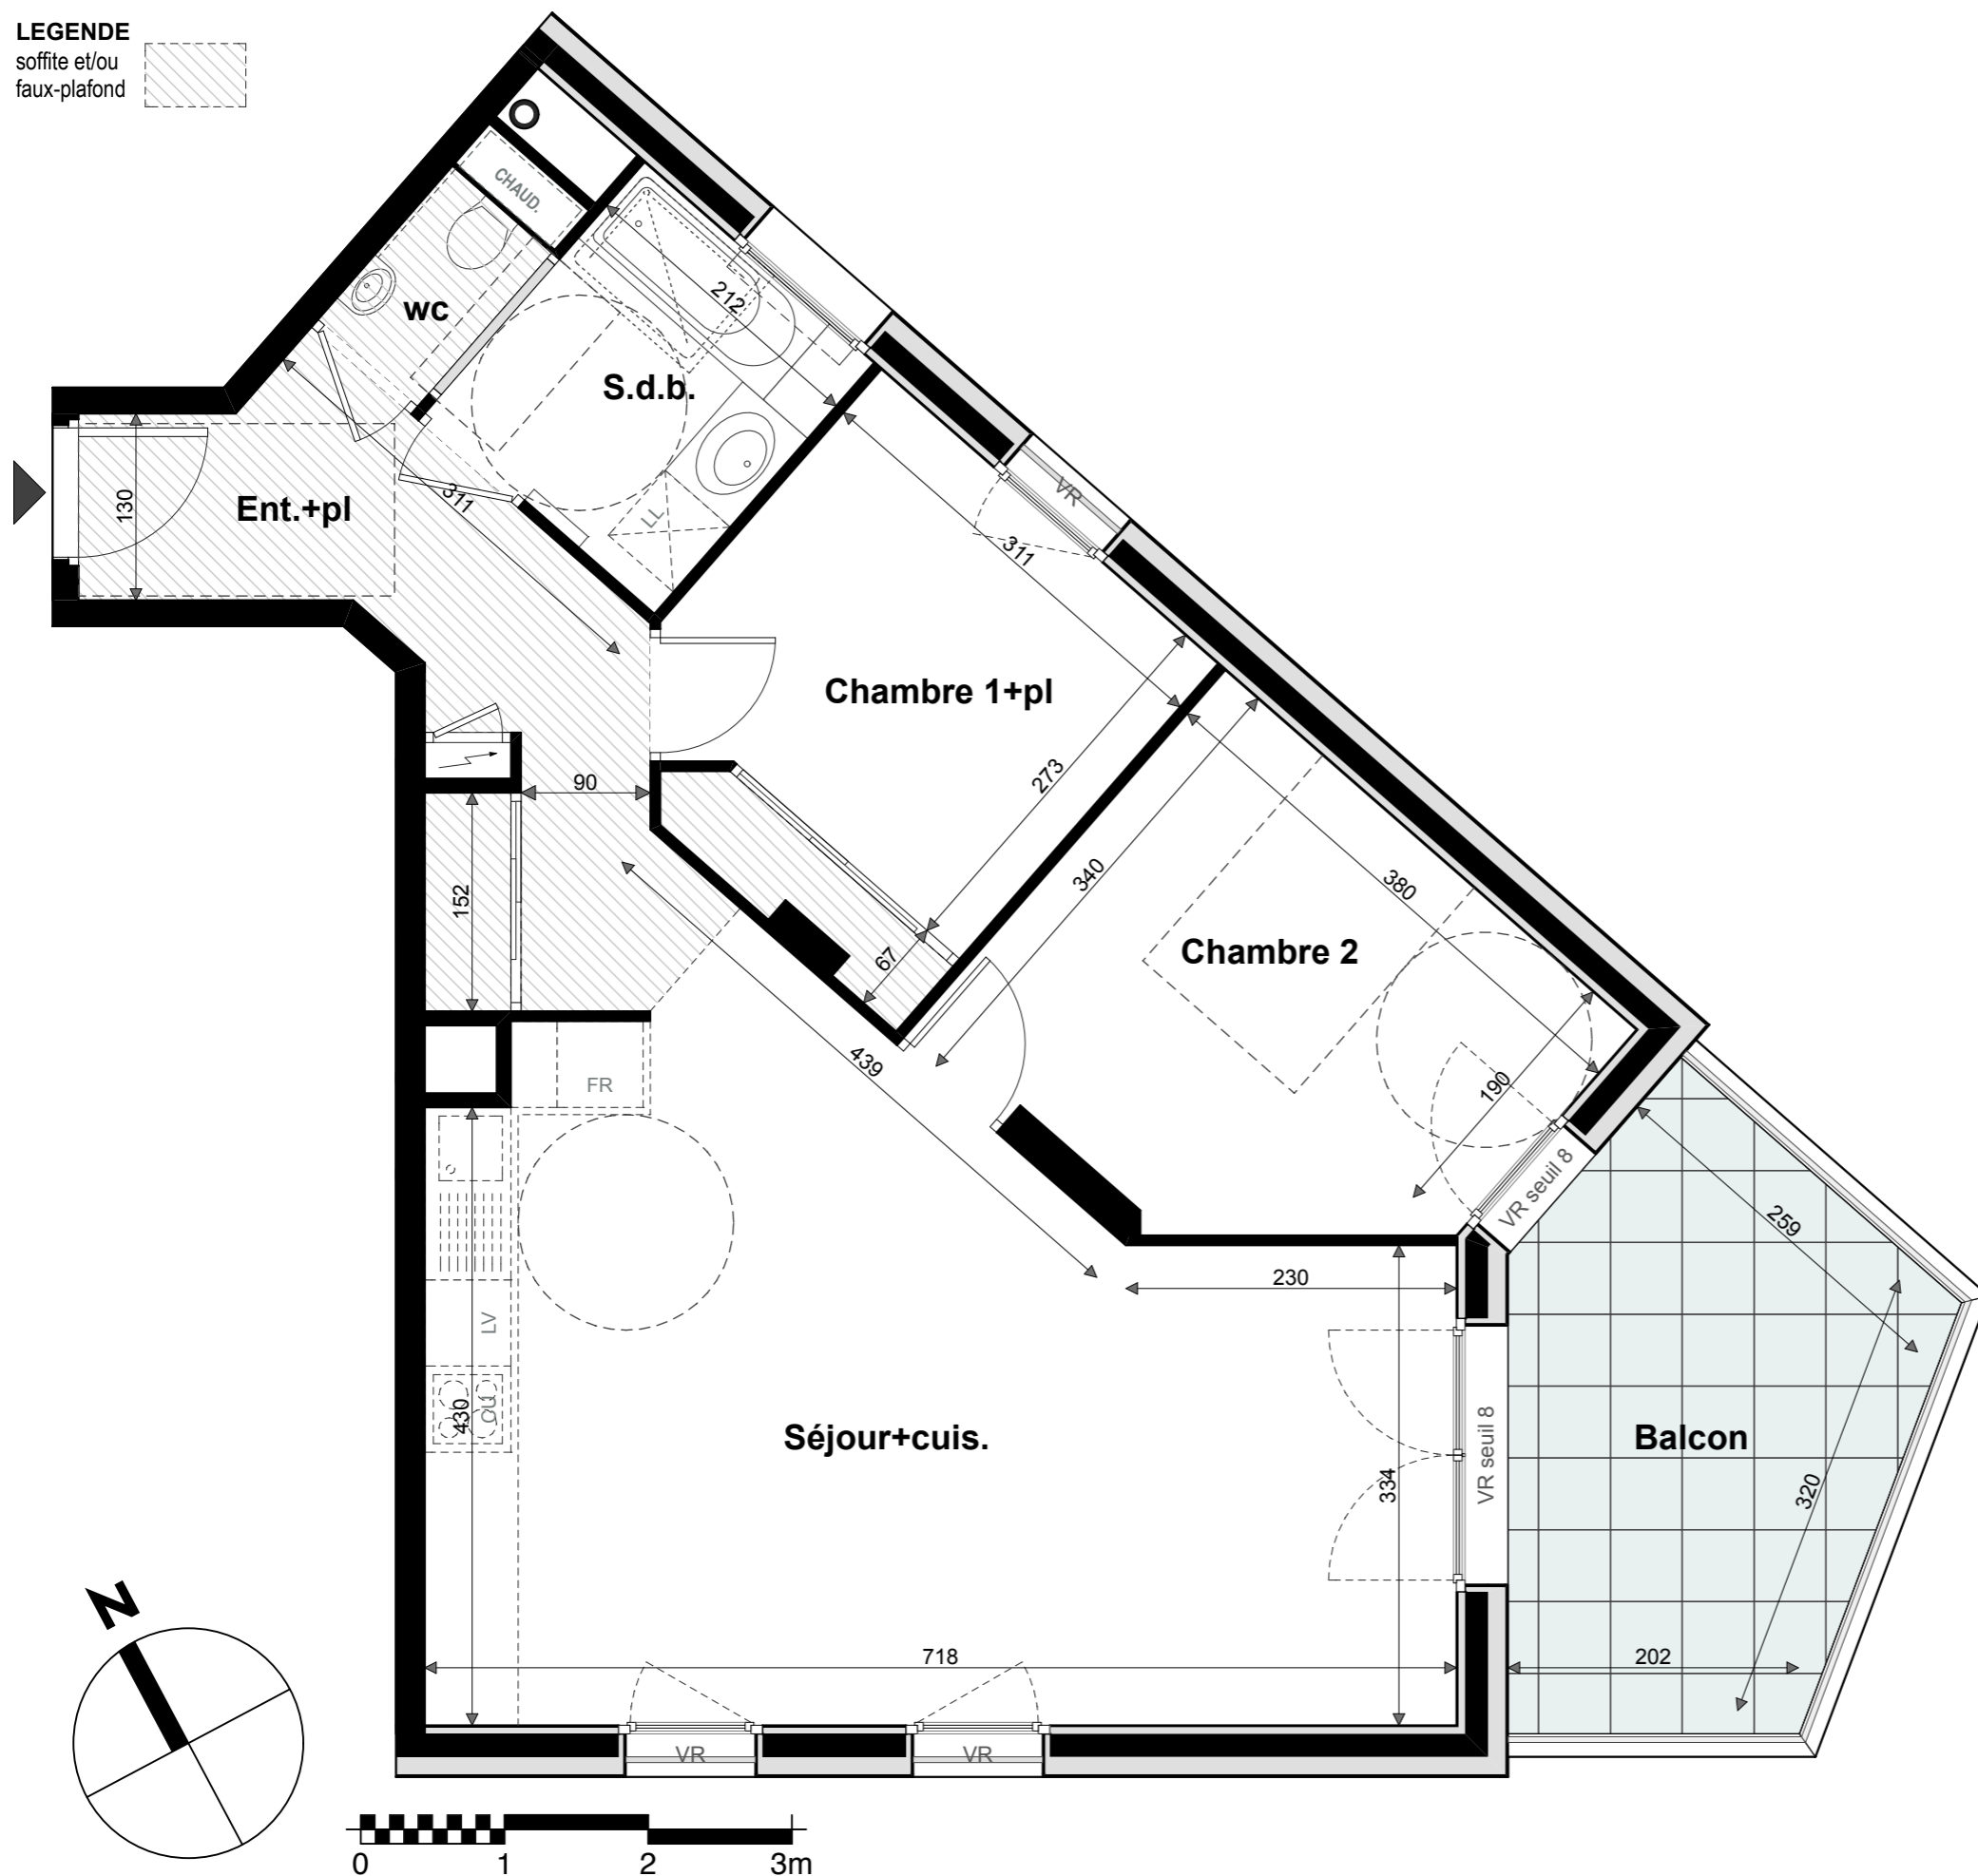 LEGENDE
soffite et/ou
faux-plafond
CHAUD.
wc
212
S.d.b.
130
Ent.+pl
311
LL
VR
311
Chambre 1+pl
90
273
152
340
380
67
Chambre 2
439
FR
190
VR seuil 8
259
230
LV
430
CU
Séjour+cuis.
334
VR seuil 8
Balcon
320
718
202
VR
VR
N
0 1 2 3m